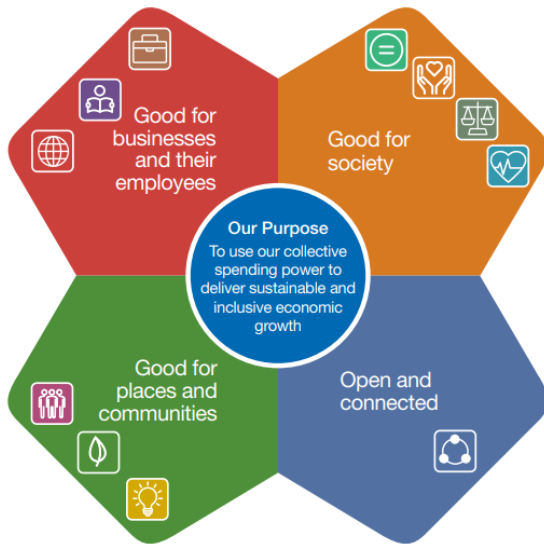 Good for
businesses
and their
employees
Good for
society
Our Purpose
To use our collective
spending power to
deliver sustainable and
inclusive economic
growth
Good for
places and
communities
Open and
connected